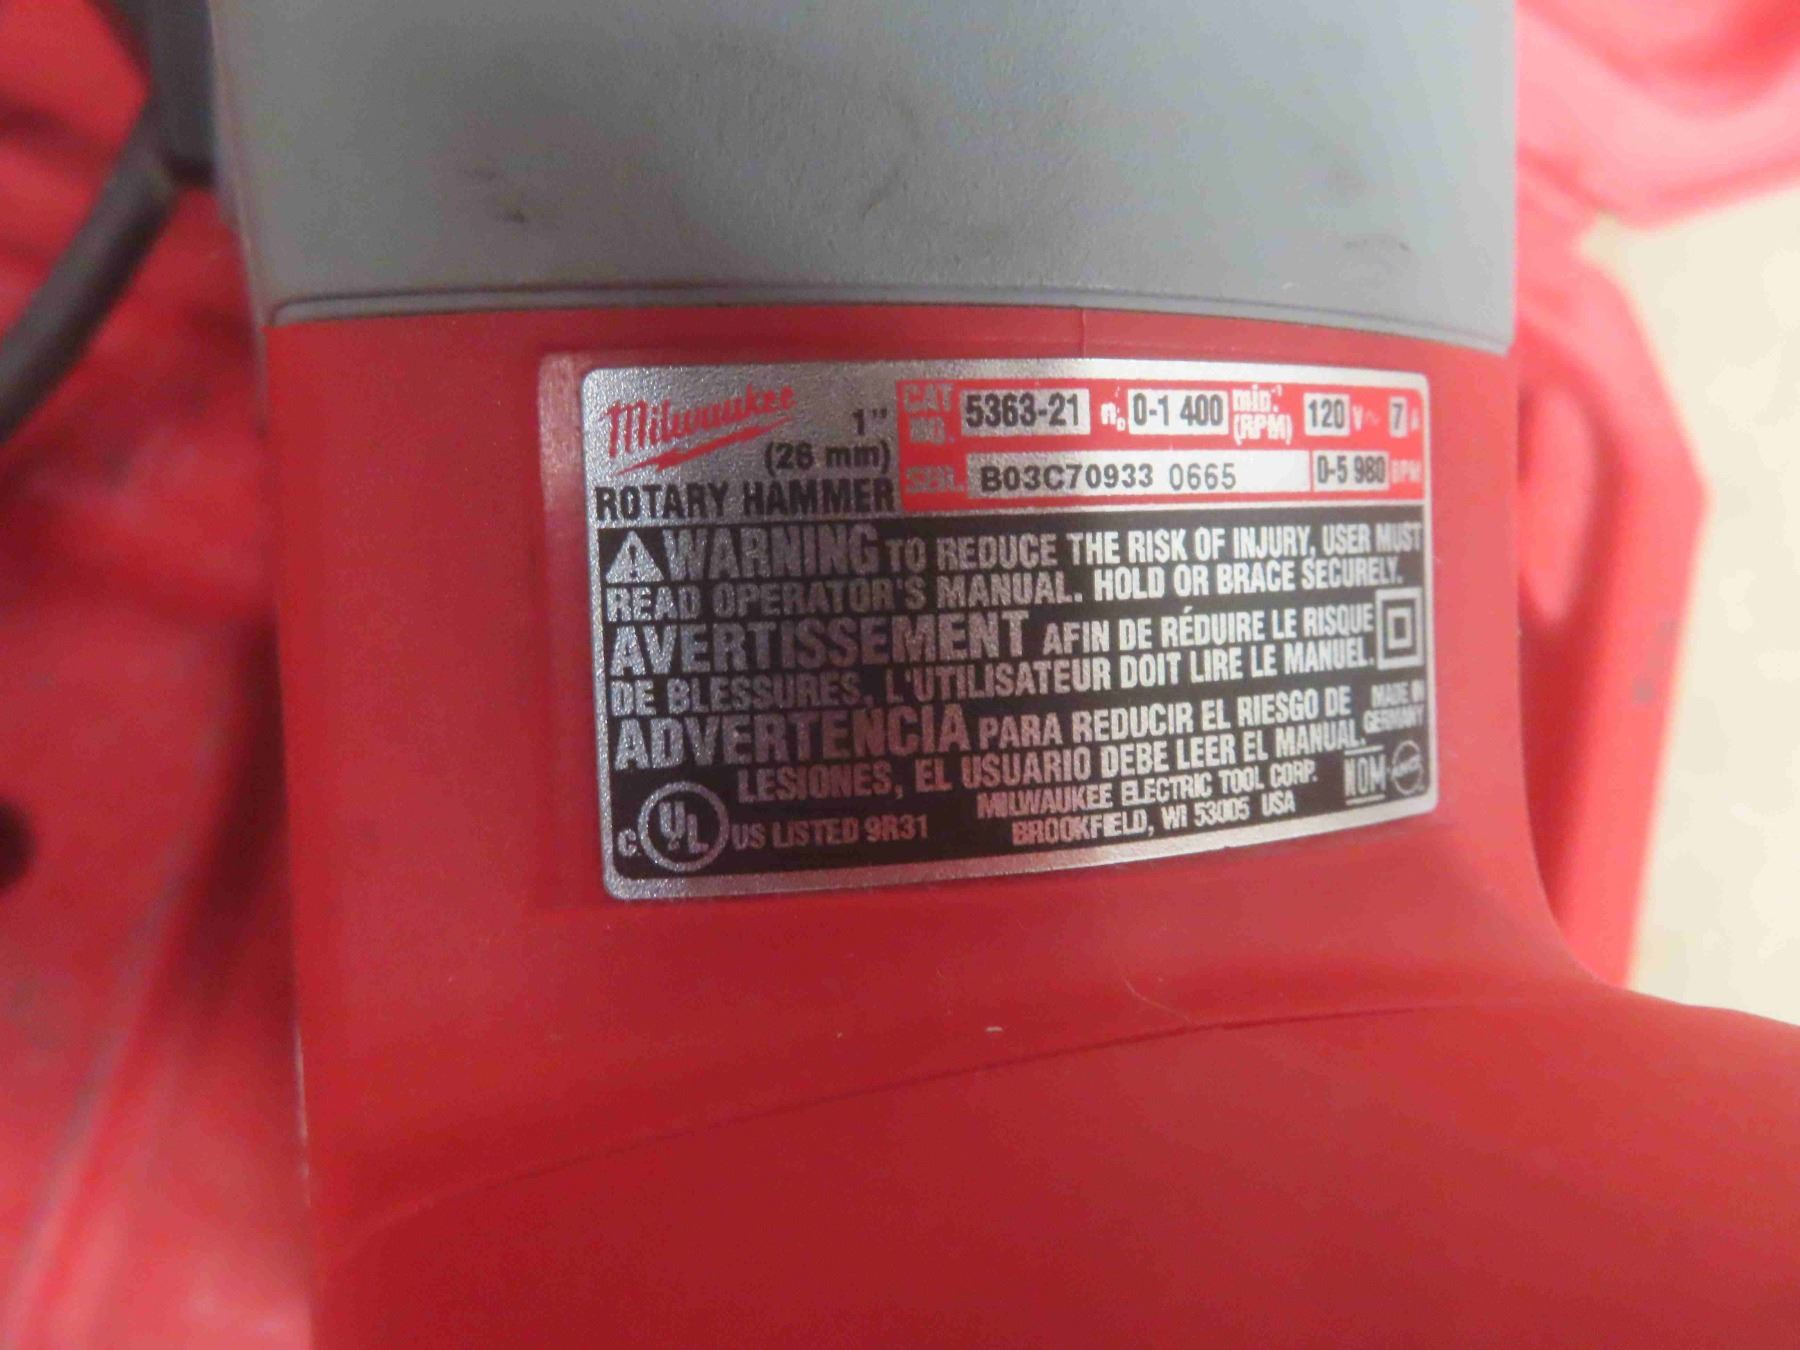 Milwaukee
1"
(26 mm)
ROTARY HAMMER
CAT. NO. 5363-21 n₀ 0-1 400 min⁻¹ (RPM) 120 V~ 7 A
SER. B03C70933 0665 0-5 980 BPM
WARNING TO REDUCE THE RISK OF INJURY, USER MUST
READ OPERATOR'S MANUAL. HOLD OR BRACE SECURELY.
AVERTISSEMENT AFIN DE RÉDUIRE LE RISQUE
DE BLESSURES, L'UTILISATEUR DOIT LIRE LE MANUEL.
ADVERTENCIA PARA REDUCIR EL RIESGO DE
LESIONES, EL USUARIO DEBE LEER EL MANUAL.
MADE IN
GERMANY
C UL US LISTED 9R31
MILWAUKEE ELECTRIC TOOL CORP.
BROOKFIELD, WI 53005 USA
NOM